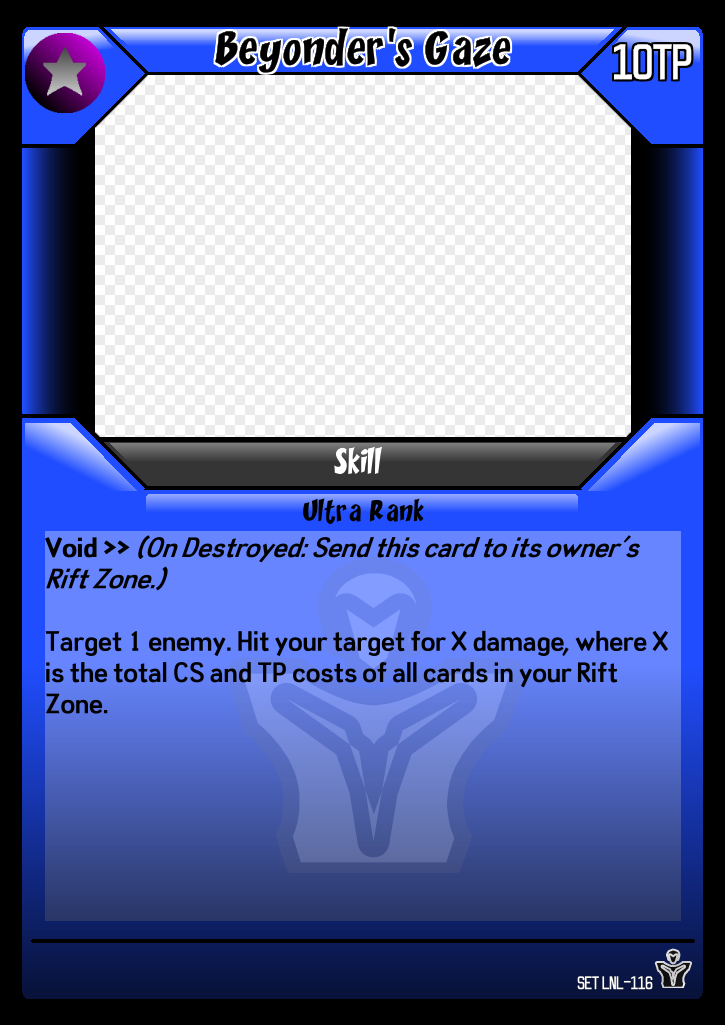 Beyonder's Gaze
10TP
Skill
Ultra Rank
Void >> (On Destroyed: Send this card to its owner's
Rift Zone.)
Target 1 enemy. Hit your target for X damage, where X
is the total CS and TP costs of all cards in your Rift
Zone.
SET LNL-116